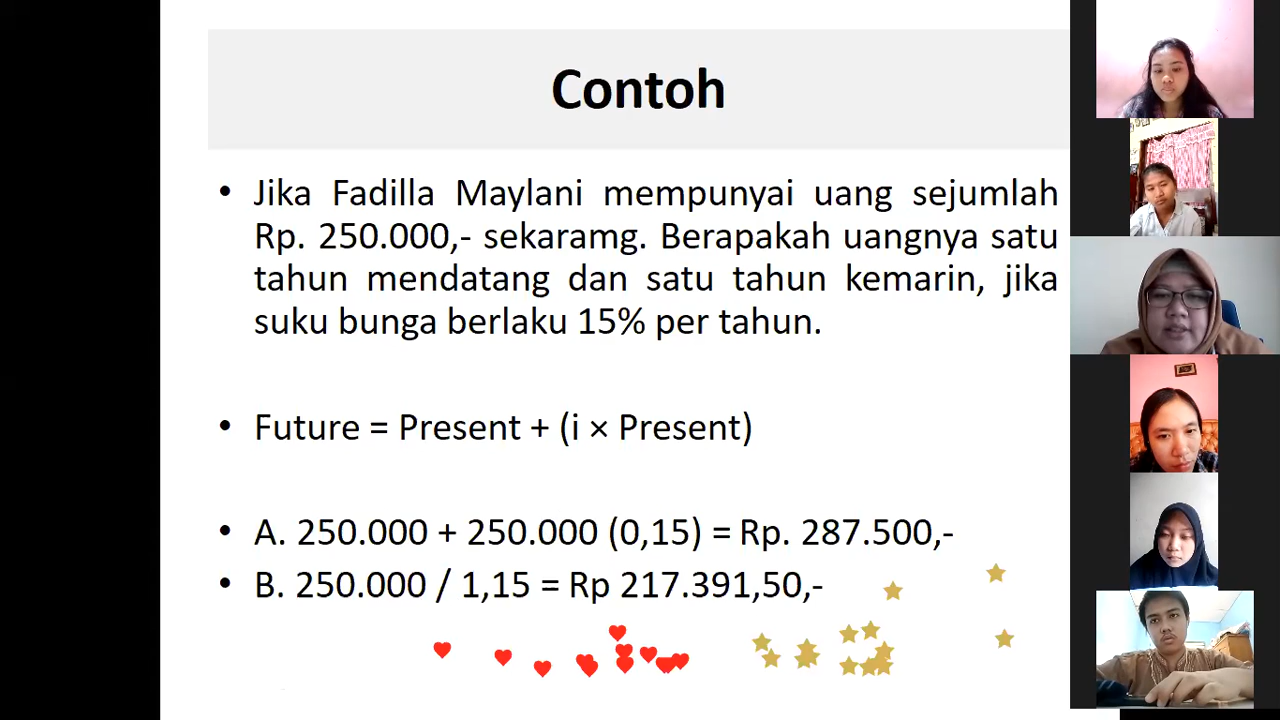 Contoh
• Jika Fadilla Maylani mempunyai uang sejumlah
Rp. 250.000,- sekaramg. Berapakah uangnya satu
tahun mendatang dan satu tahun kemarin, jika
suku bunga berlaku 15% per tahun.
• Future = Present + (i × Present)
• A. 250.000 + 250.000 (0,15) = Rp. 287.500,-
• B. 250.000 / 1,15 = Rp 217.391,50,-